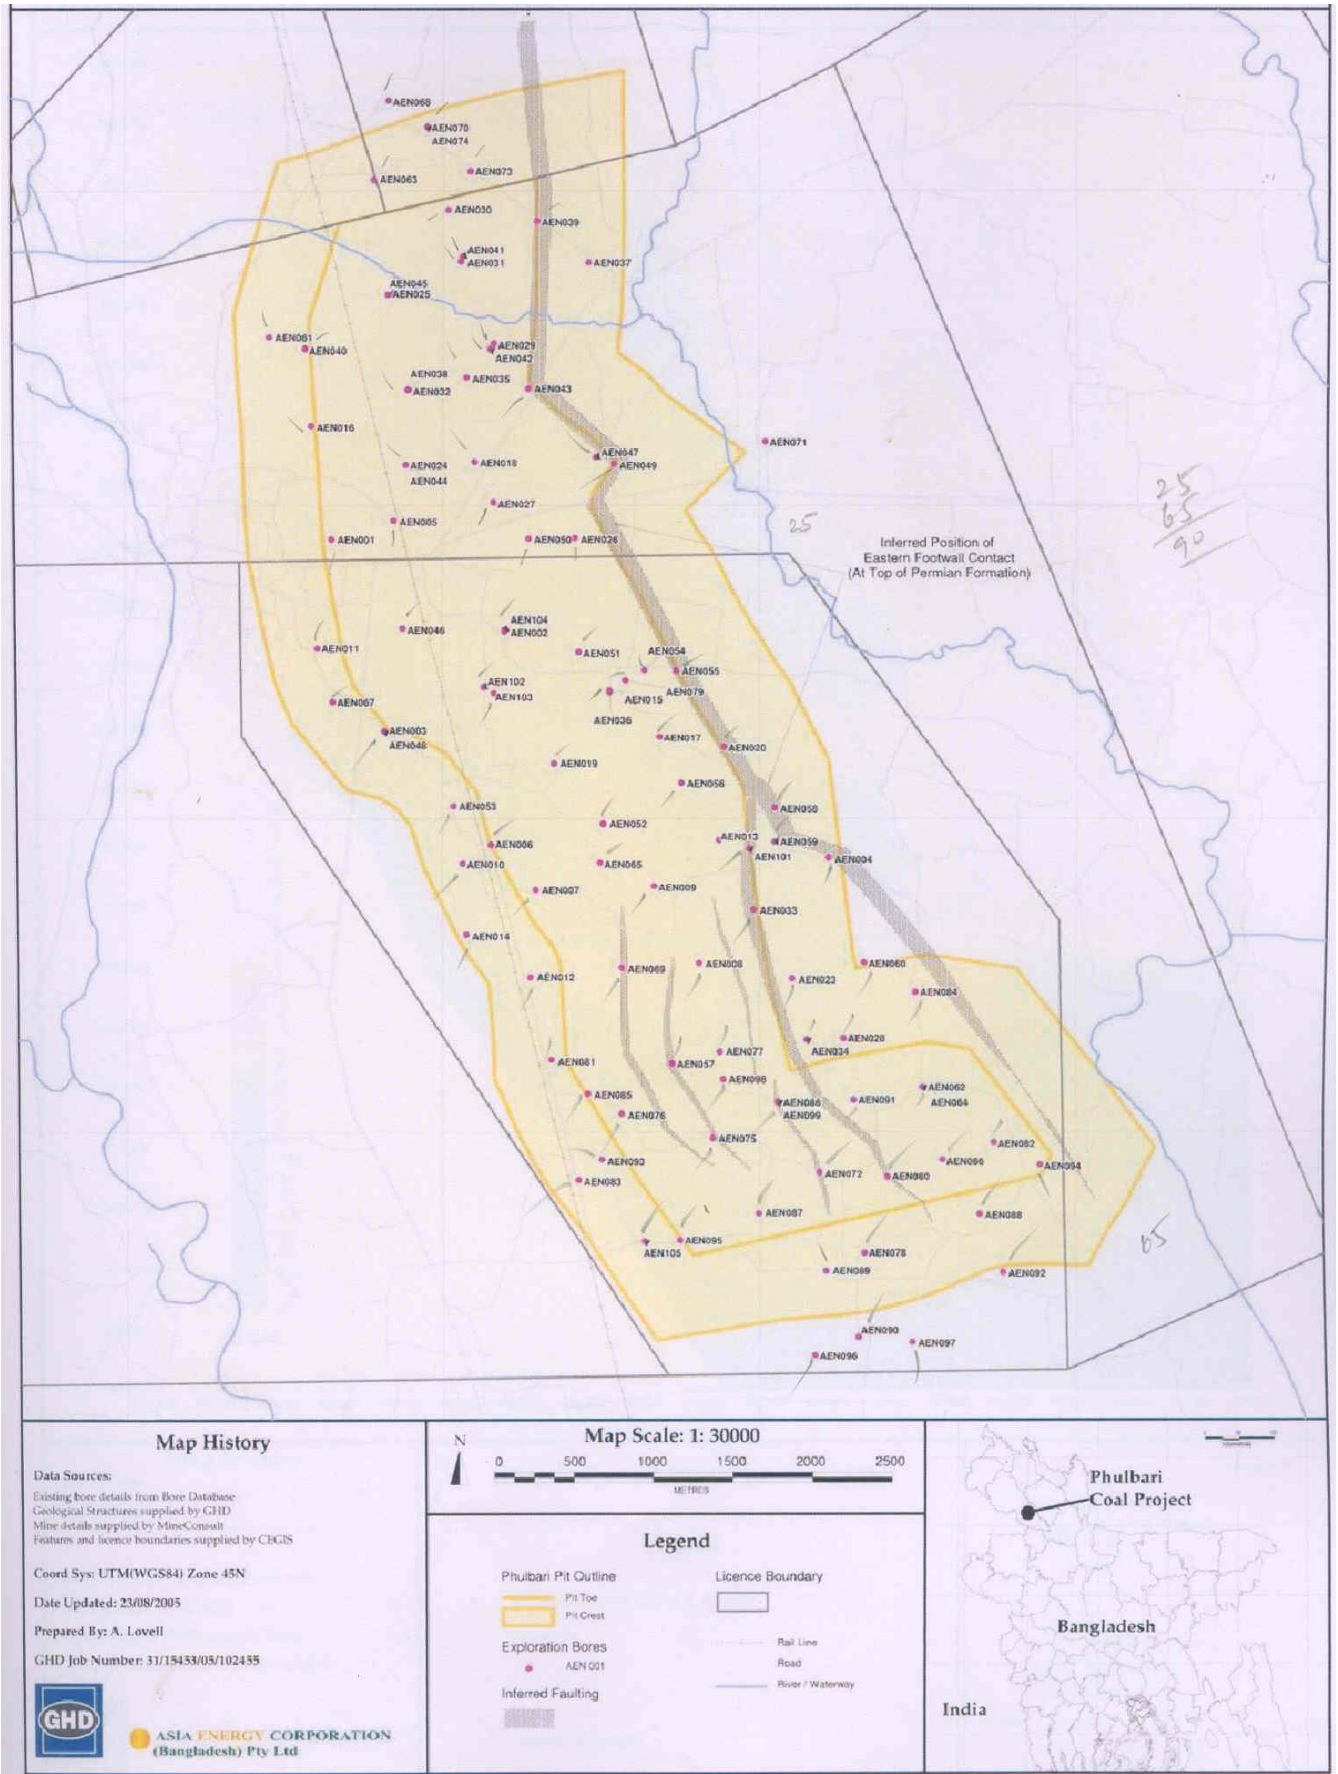 AEN068
AEN070
AEN074
AEN073
AEN063
AEN030
AEN039
AEN041
AEN031
AEN037
AEN045
AEN025
AEN061
AEN040
AEN029
AEN042
AEN038
AEN035
AEN032
AEN043
AEN016
AEN071
AEN047
AEN049
AEN024
AEN018
AEN044
AEN027
25
65
90
25
AEN005
AEN001
AEN050
AEN026
Inferred Position of
Eastern Footwall Contact
(At Top of Permian Formation)
AEN104
AEN002
AEN046
AEN011
AEN051
AEN054
AEN055
AEN102
AEN103
AEN079
AEN015
AEN067
AEN036
AEN003
AEN048
AEN017
AEN020
AEN019
AEN056
AEN053
AEN058
AEN052
AEN013
AEN059
AEN006
AEN101
AEN004
AEN010
AEN065
AEN007
AEN009
AEN033
AEN014
AEN060
AEN069
AEN008
AEN012
AEN023
AEN084
AEN028
AEN034
AEN077
AEN081
AEN057
AEN098
AEN062
AEN064
AEN085
AEN091
AEN086
AEN099
AEN076
AEN075
AEN082
AEN093
AEN066
AEN094
AEN072
AEN080
AEN083
AEN087
AEN088
65
AEN095
AEN105
AEN078
AEN089
AEN092
AEN090
AEN097
AEN096
Map History
Data Sources:
Existing bore details from Bore Database
Geological Structures supplied by GHD
Mine details supplied by MineConsult
Features and licence boundaries supplied by CEGIS
Coord Sys: UTM(WGS84) Zone 45N
Date Updated: 23/08/2005
Prepared By: A. Lovell
GHD Job Number: 31/15433/05/102455
GHD
ASIA ENERGY CORPORATION
(Bangladesh) Pty Ltd
N
Map Scale: 1: 30000
0 500 1000 1500 2000 2500
METRES
Legend
Phulbari Pit Outline
Pit Toe
Pit Crest
Exploration Bores
AEN 001
Inferred Faulting
Licence Boundary
Rail Line
Road
River / Waterway
Phulbari
Coal Project
Bangladesh
India